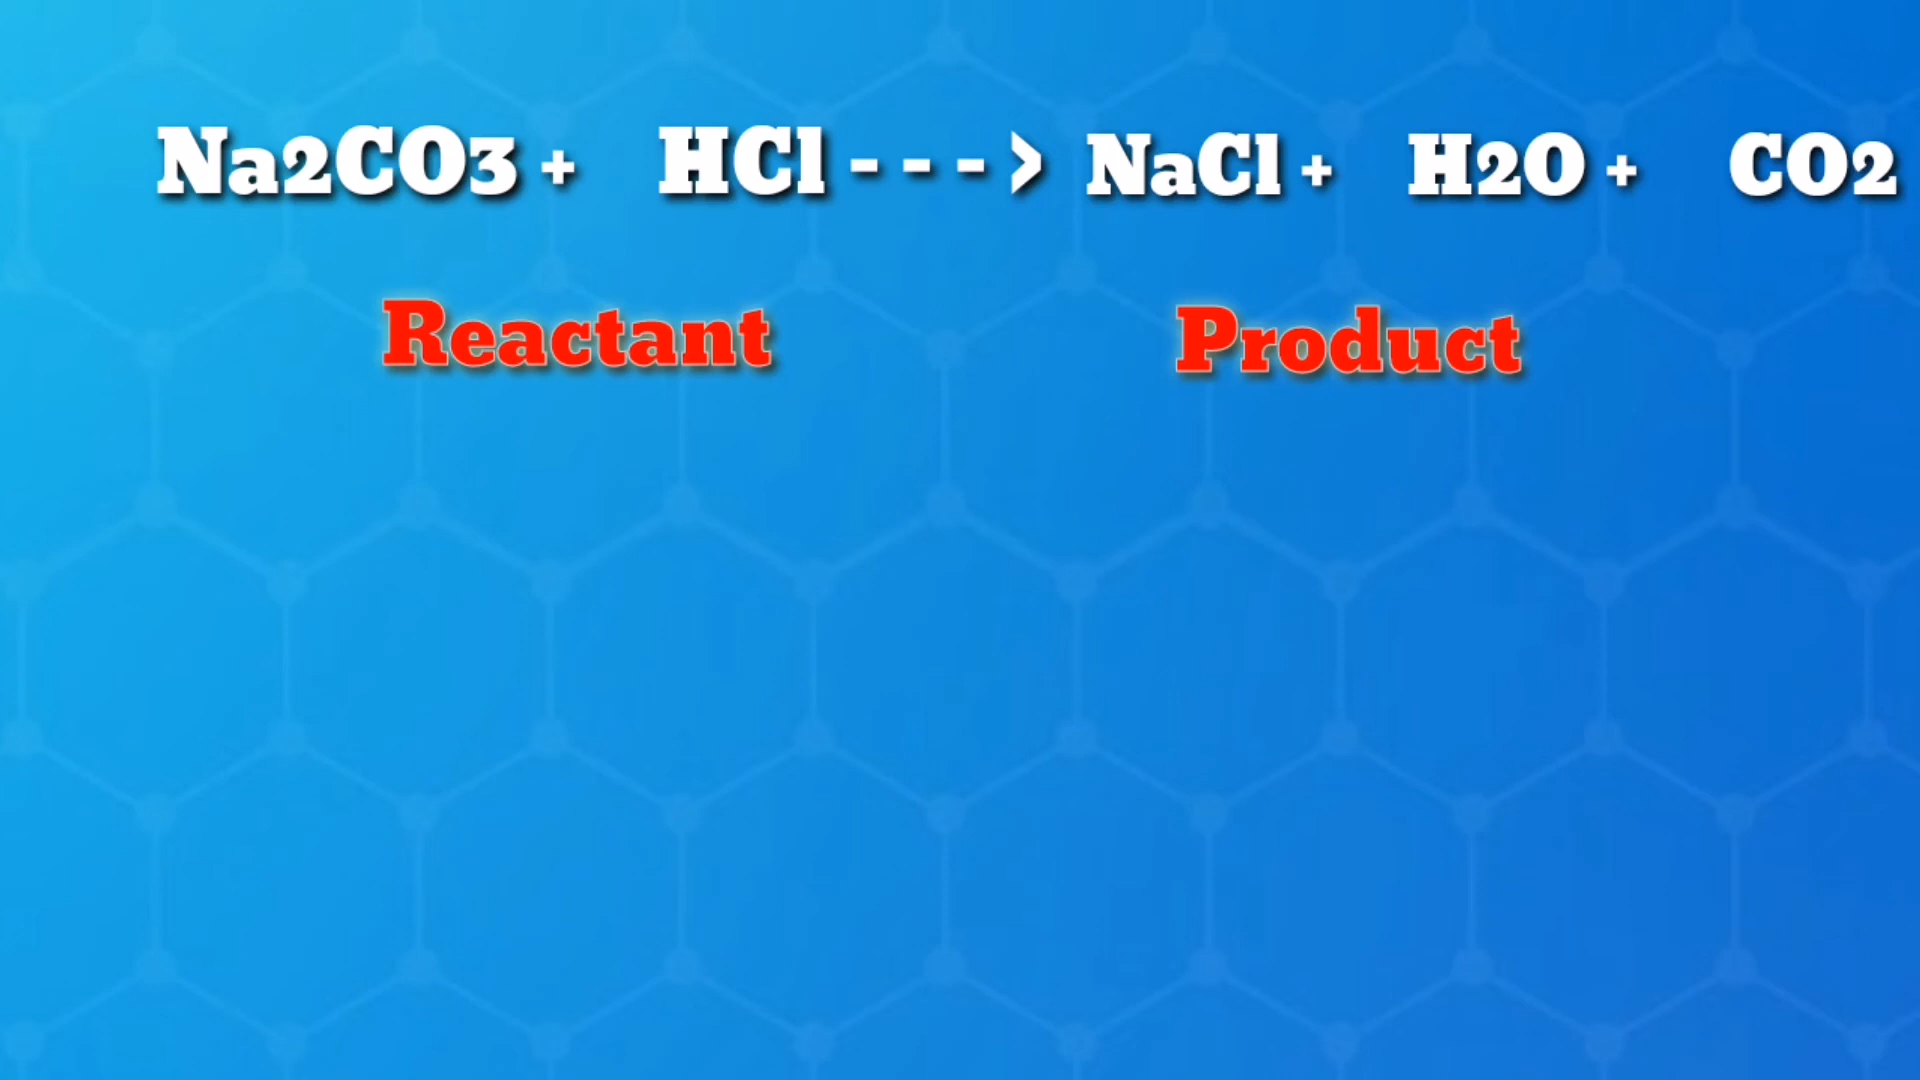 Na2CO3 + HCl - - - > NaCl + H2O + CO2
Reactant Product